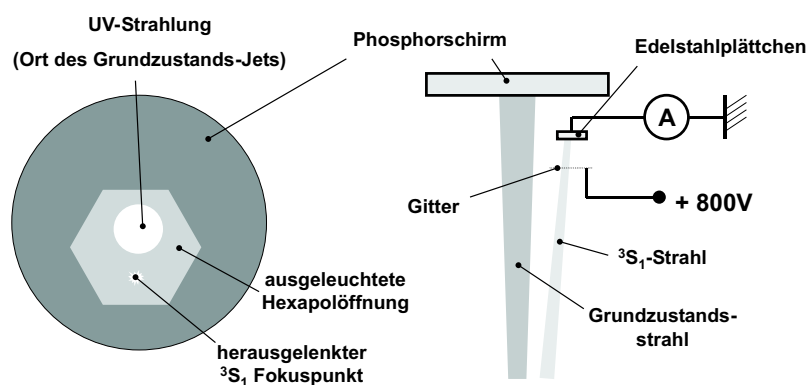 UV-Strahlung
(Ort des Grundzustands-Jets)
Phosphorschirm
ausgeleuchtete
Hexapolöffnung
herausgelenkter
³S₁ Fokuspunkt
Edelstahlplättchen
A
Gitter
+ 800V
³S₁-Strahl
Grundzustands-
strahl